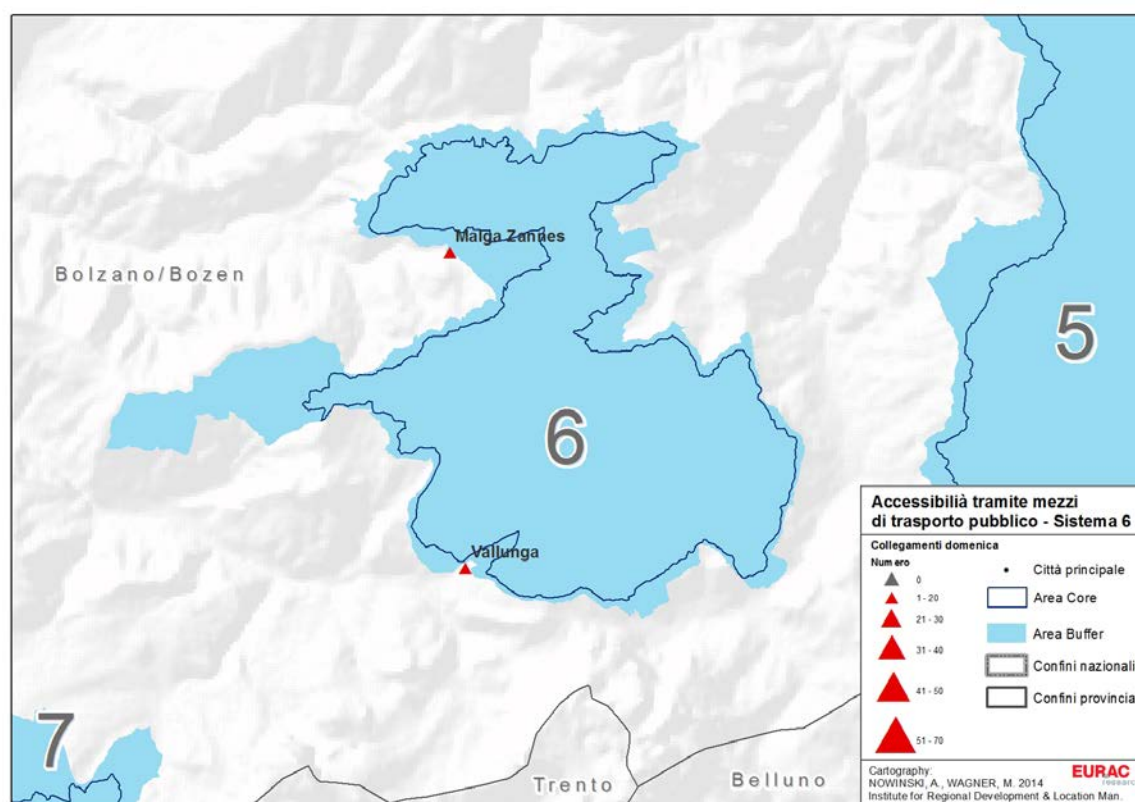 Malga Zannes
Bolzano/Bozen
5
6
Vallunga
7
Trento
Belluno
Accessibilià tramite mezzi
di trasporto pubblico - Sistema 6
Collegamenti domenica
Numero
0
1 - 20
21 - 30
31 - 40
41 - 50
51 - 70
Città principale
Area Core
Area Buffer
Confini nazionali
Confini provincia
Cartography:
NOWINSKI, A., WAGNER, M. 2014
Institute for Regional Development & Location Man.
EURAC
research